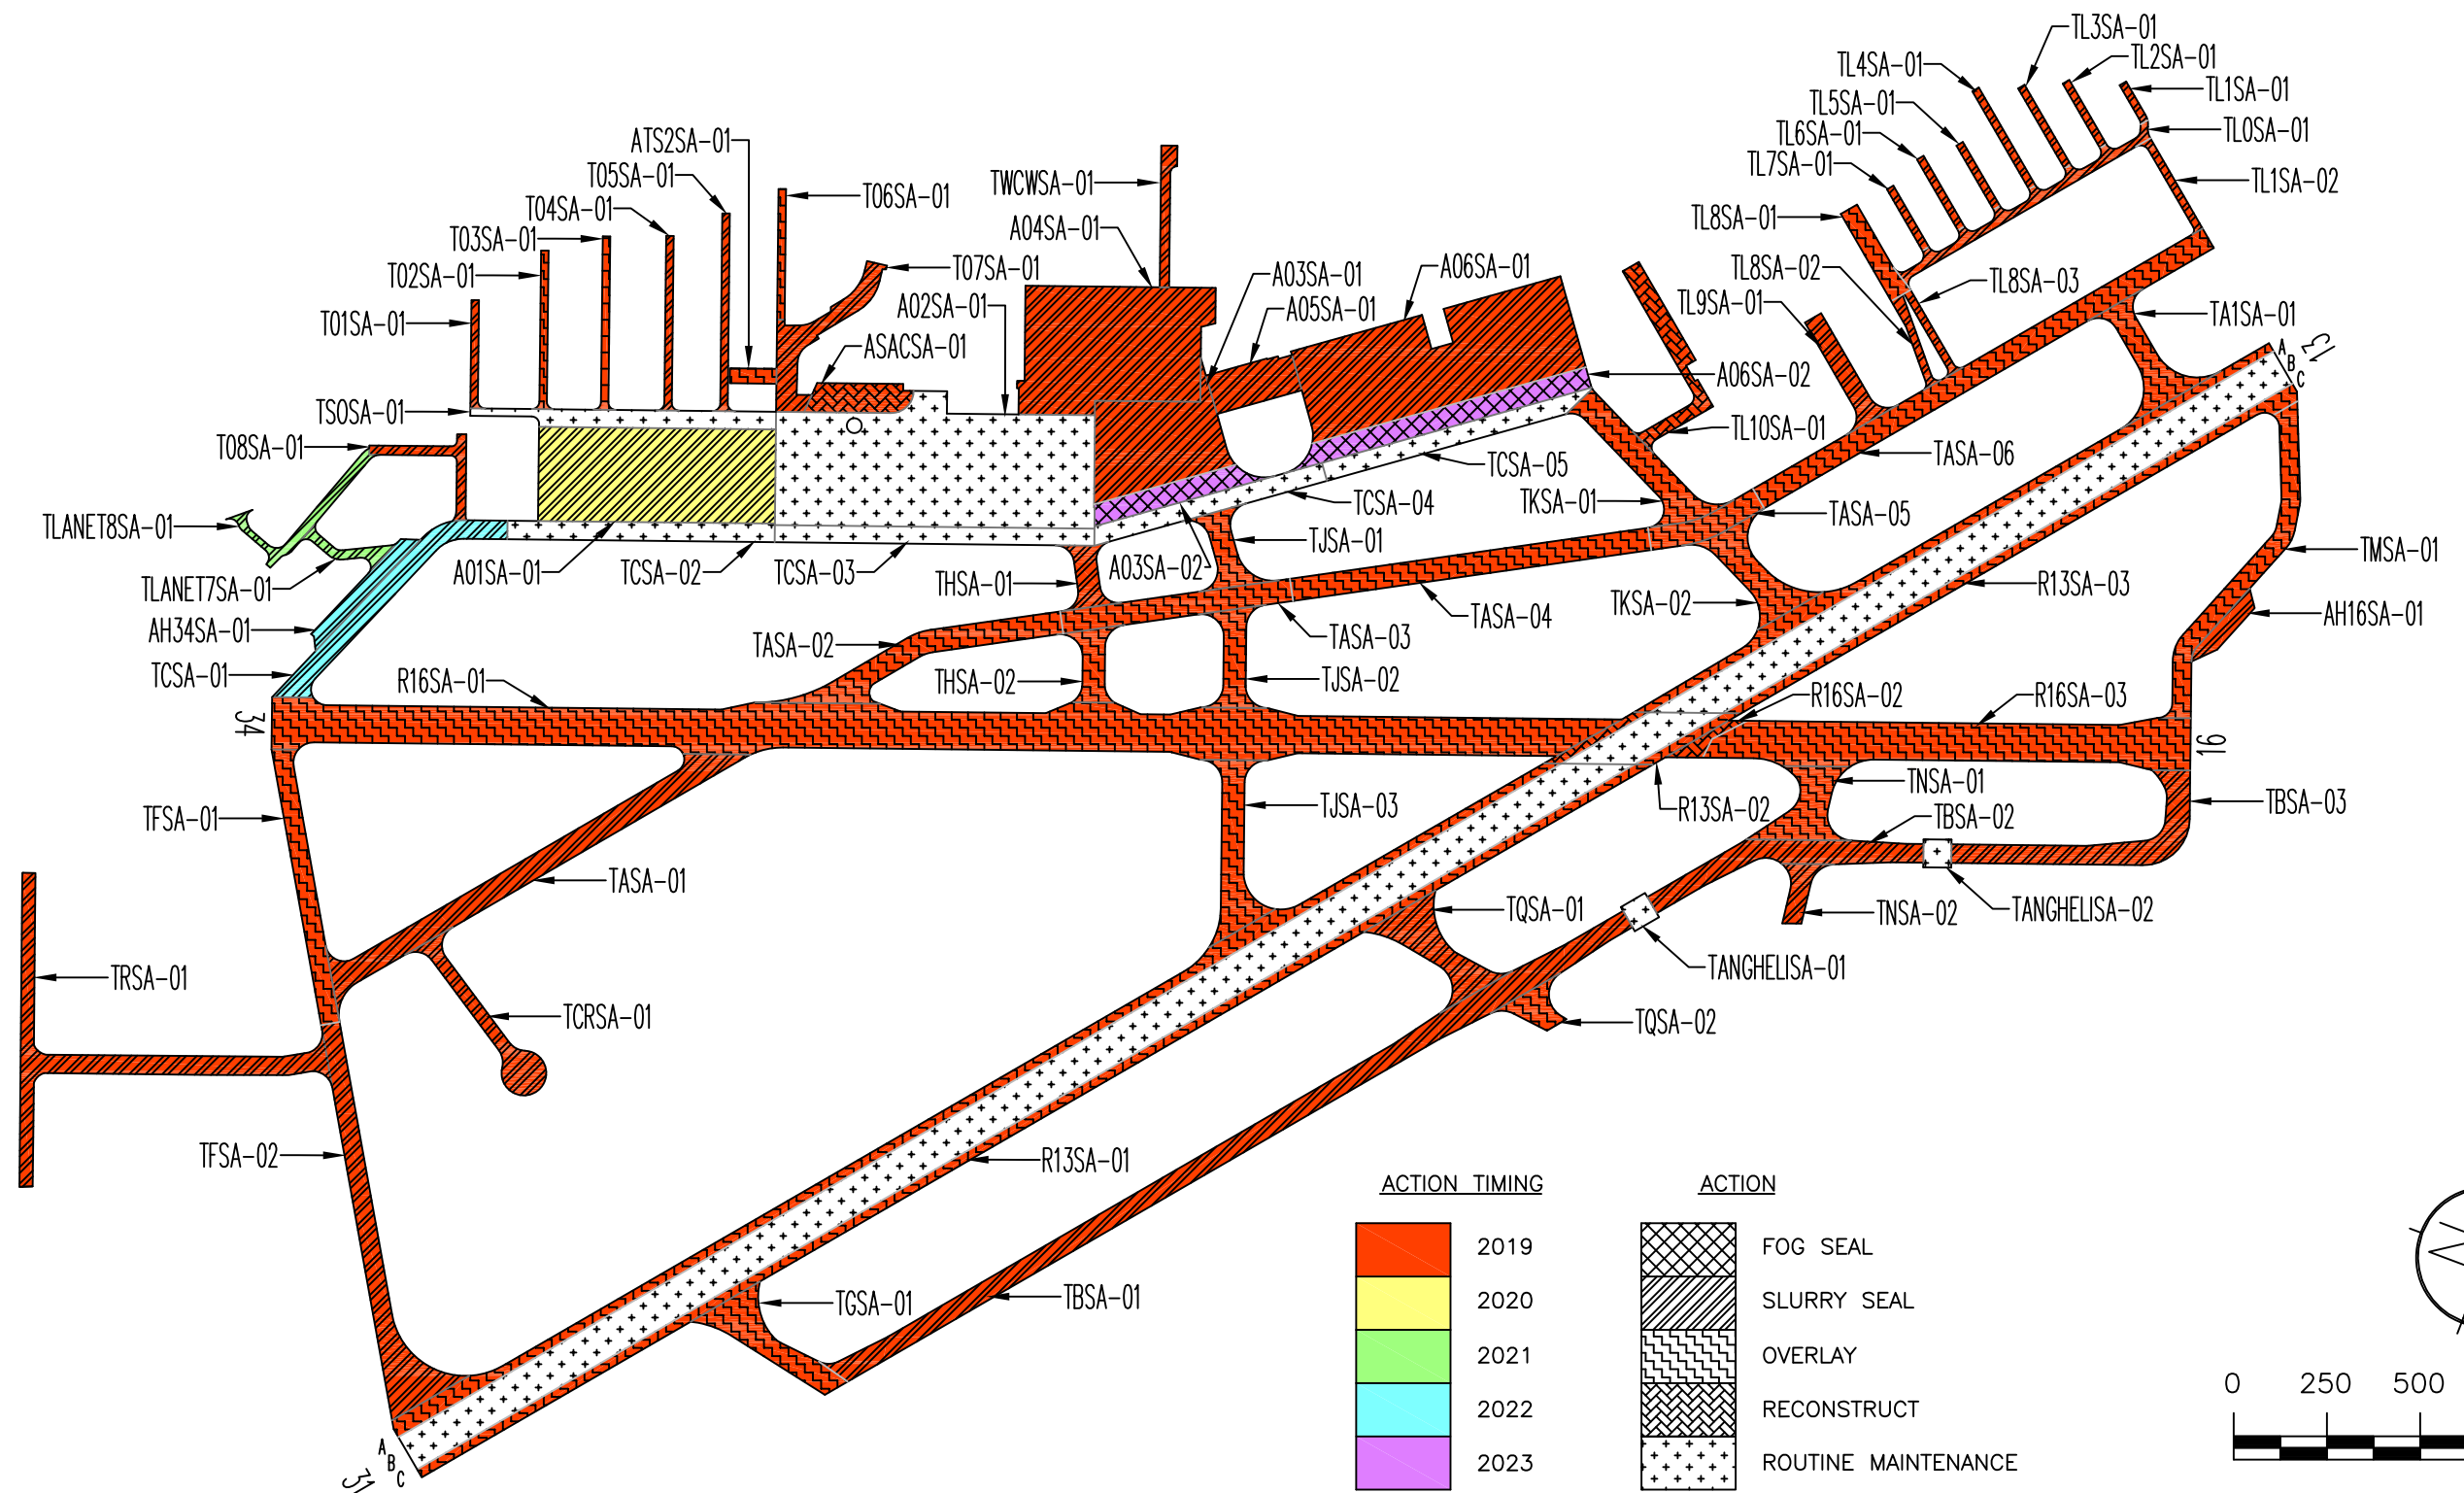 TL3SA-01
TL4SA-01
TL2SA-01
TL5SA-01
TL1SA-01
TL6SA-01
TL0SA-01
ATS2SA-01
TL7SA-01
T05SA-01
TWCWSA-01
TL1SA-02
T06SA-01
T04SA-01
A04SA-01
TL8SA-01
T03SA-01
T02SA-01
T07SA-01
A03SA-01
A06SA-01
TL8SA-02
TL8SA-03
A02SA-01
A05SA-01
TL9SA-01
TA1SA-01
T01SA-01
ASACSA-01
13
A
B
C
A06SA-02
TS0SA-01
TL10SA-01
T08SA-01
TCSA-05
TASA-06
TCSA-04
TKSA-01
TASA-05
TLANET8SA-01
TJSA-01
TMSA-01
A01SA-01
TCSA-02
TCSA-03
A03SA-02
THSA-01
R13SA-03
TLANET7SA-01
TKSA-02
AH16SA-01
AH34SA-01
TASA-02
TASA-03
TASA-04
TCSA-01
R16SA-01
THSA-02
TJSA-02
R16SA-02
R16SA-03
34
16
TNSA-01
TJSA-03
R13SA-02
TBSA-03
TFSA-01
TBSA-02
TASA-01
TQSA-01
TNSA-02
TANGHELISA-02
TRSA-01
TANGHELISA-01
TCRSA-01
TQSA-02
TFSA-02
R13SA-01
TGSA-01
TBSA-01
A
B
C
31
ACTION TIMING
2019
2020
2021
2022
2023
ACTION
FOG SEAL
SLURRY SEAL
OVERLAY
RECONSTRUCT
ROUTINE MAINTENANCE
0 250 500